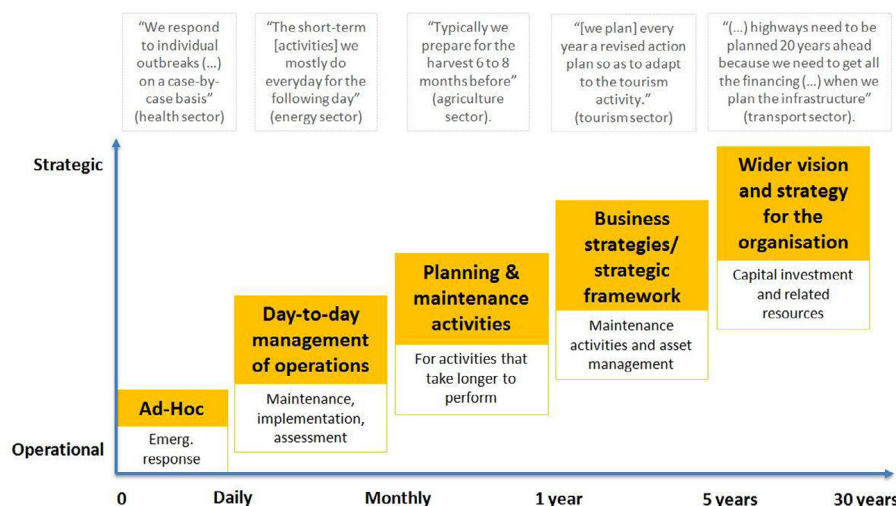 “We respond
to individual
outbreaks (...)
on a case-by-
case basis”
(health sector)
“The short-term
[activities] we
mostly do
everyday for the
following day”
(energy sector)
“Typically we
prepare for the
harvest 6 to 8
months before”
(agriculture
sector).
“[we plan] every
year a revised action
plan so as to adapt
to the tourism
activity.”
(tourism sector)
“(...) highways need to be
planned 20 years ahead
because we need to get all
the financing (...) when we
plan the infrastructure”
(transport sector).
Strategic
Operational
Ad-Hoc
Emerg.
response
Day-to-day
management
of operations
Maintenance,
implementation,
assessment
Planning &
maintenance
activities
For activities that
take longer to
perform
Business
strategies/
strategic
framework
Maintenance
activities and asset
management
Wider vision
and strategy
for the
organisation
Capital investment
and related
resources
0 Daily Monthly 1 year 5 years 30 years